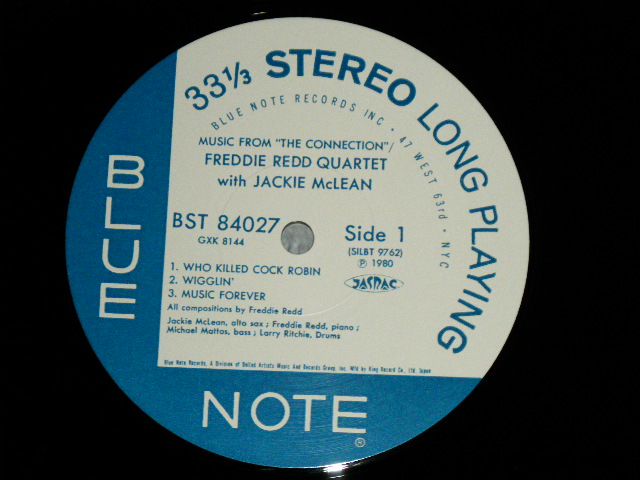 33 1/3 STEREO LONG PLAYING
BLUE NOTE RECORDS INC • 47 WEST 63rd • NYC
MUSIC FROM "THE CONNECTION"/
FREDDIE REDD QUARTET
with JACKIE McLEAN
BST 84027
GXK 8144
Side 1
(SILBT 9762)
℗ 1980
JASRAC
1. WHO KILLED COCK ROBIN
2. WIGGLIN'
3. MUSIC FOREVER
All compositions by Freddie Redd
Jackie McLean, alto sax ; Freddie Redd, piano ;
Michael Mattos, bass ; Larry Ritchie, Drums
Blue Note Records, A Division of United Artists Music And Records Group, Inc. Mfd by King Record Co., Ltd. Japan
BLUE
NOTE®